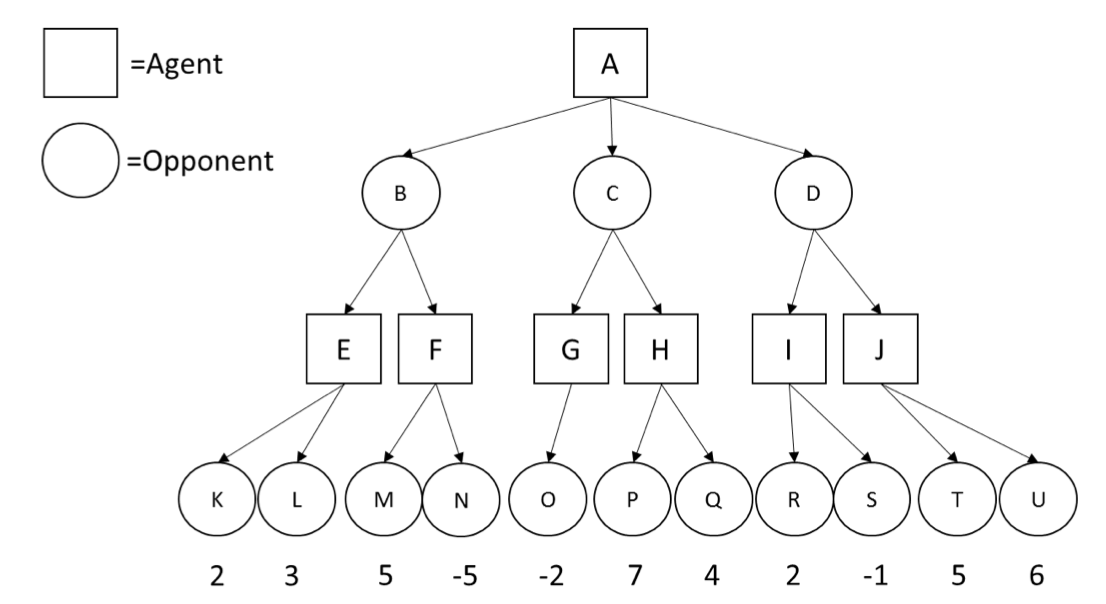 =Agent
A
=Opponent
B C D
E F G H I J
K L M N O P Q R S T U
2 3 5 -5 -2 7 4 2 -1 5 6